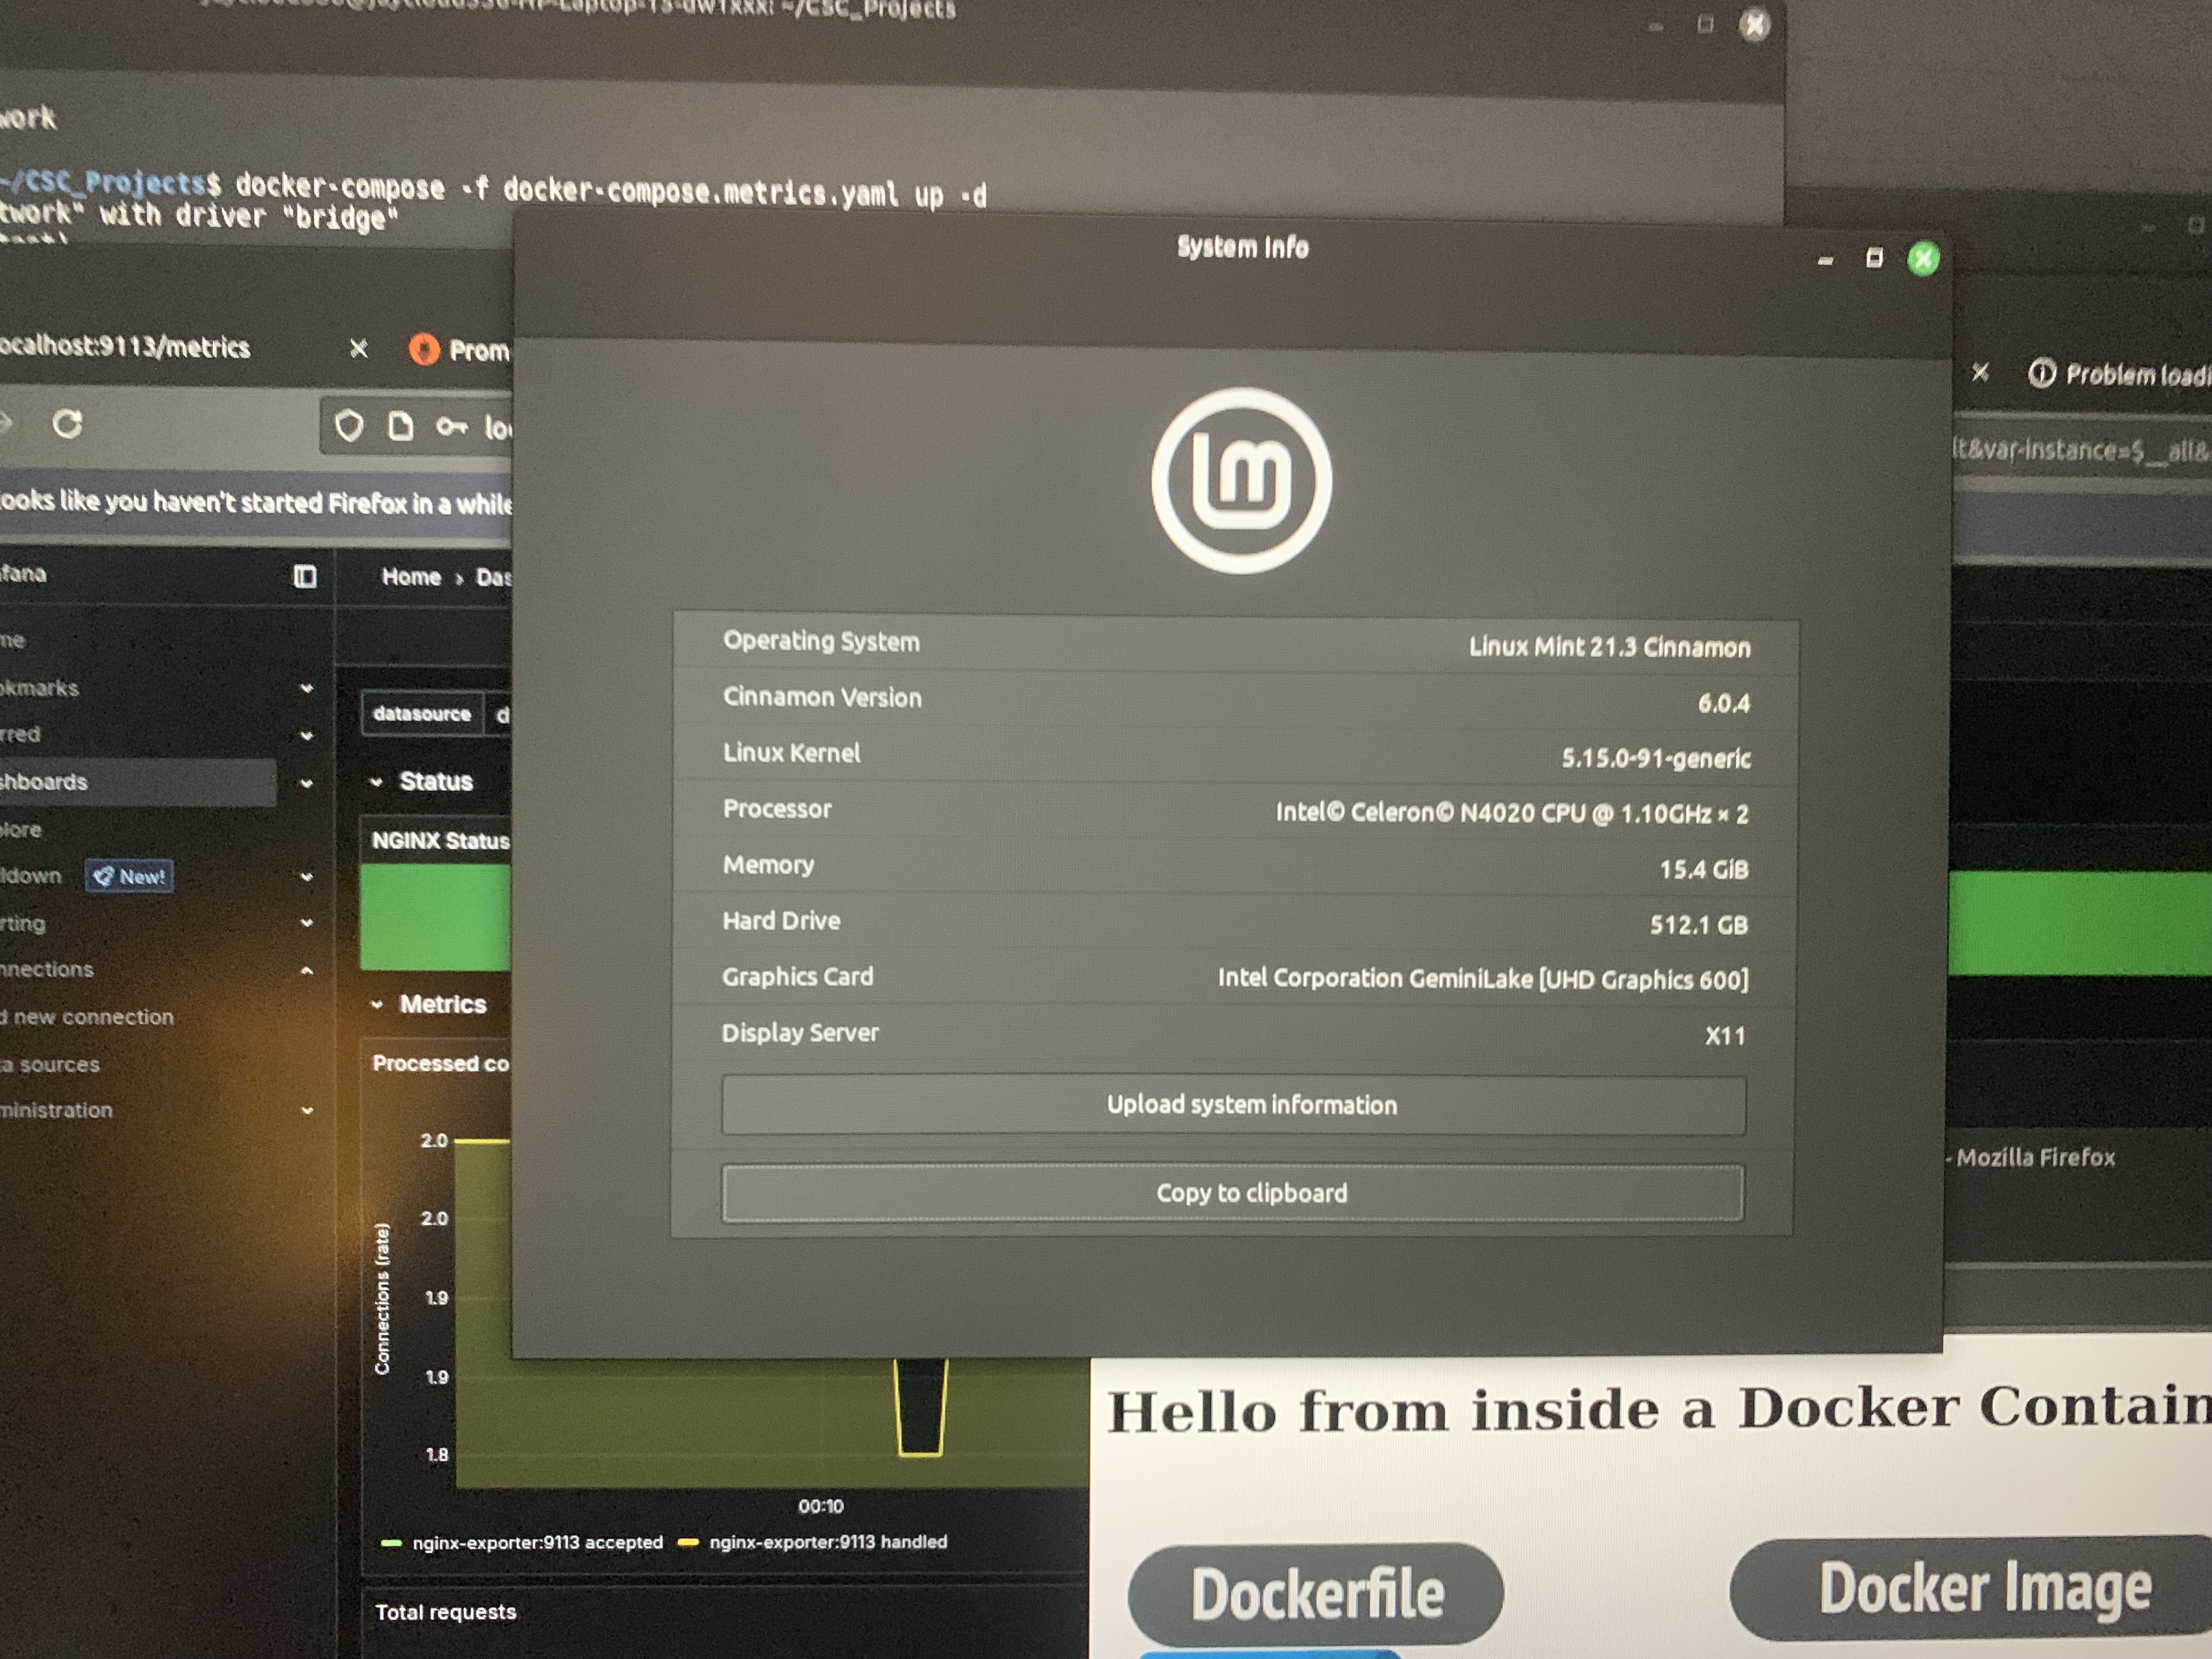 ~/CSC_Projects
work
~/CSC_Projects$ docker-compose -f docker-compose.metrics.yaml up -d
twork" with driver "bridge"
System Info
ocalhost:9113/metrics
Prom
Problem loadi
lo
lt&var-instance=$__all&
ooks like you haven't started Firefox in a while
fana
Home › Das
me
okmarks
rred
shboards
lore
ldown
New!
rting
nnections
d new connection
a sources
ministration
datasource
d
Status
NGINX Status
Metrics
Processed co
Connections (rate)
2.0
2.0
1.9
1.9
1.8
00:10
nginx-exporter:9113 accepted
nginx-exporter:9113 handled
Total requests
lm
Operating System
Linux Mint 21.3 Cinnamon
Cinnamon Version
6.0.4
Linux Kernel
5.15.0-91-generic
Processor
Intel© Celeron© N4020 CPU @ 1.10GHz × 2
Memory
15.4 GiB
Hard Drive
512.1 GB
Graphics Card
Intel Corporation GeminiLake [UHD Graphics 600]
Display Server
X11
Upload system information
Copy to clipboard
- Mozilla Firefox
Hello from inside a Docker Contain
Dockerfile
Docker Image